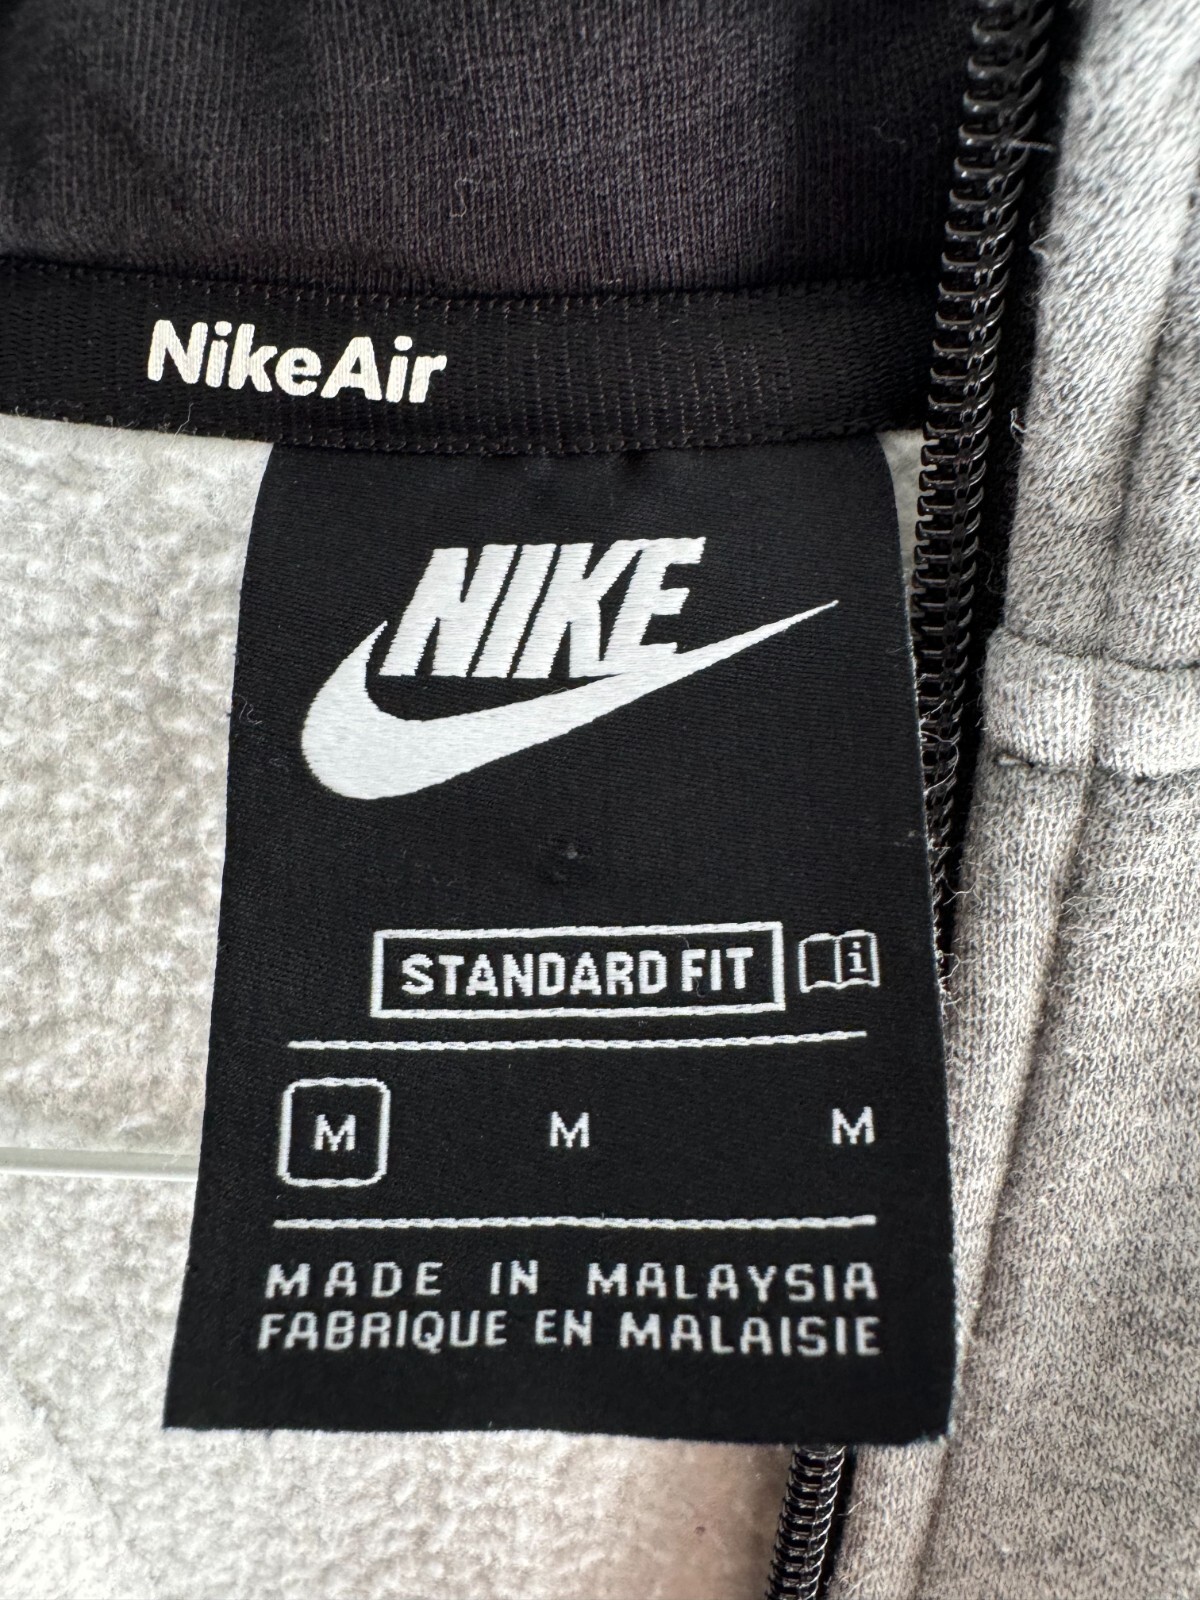 NikeAir
NIKE
STANDARD FIT i
M M M
MADE IN MALAYSIA
FABRIQUE EN MALAISIE